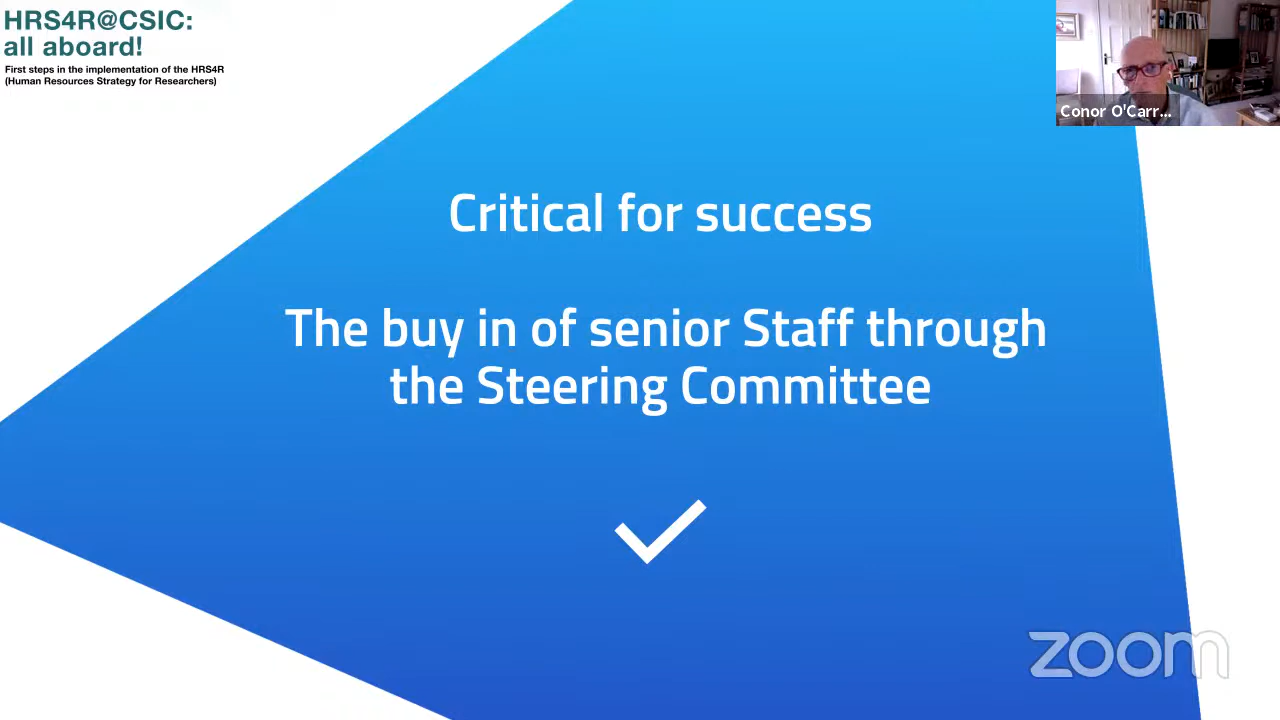 HRS4R@CSIC:
all aboard!
First steps in the implementation of the HRS4R
(Human Resources Strategy for Researchers)
Conor O'Carr...
Critical for success
The buy in of senior Staff through
the Steering Committee
zoom